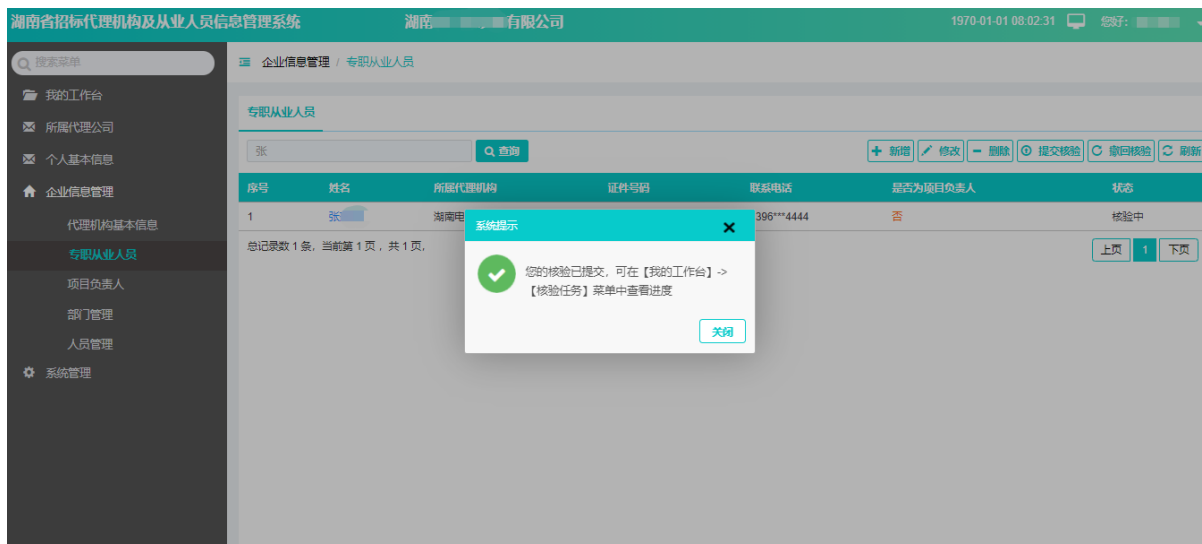 湖南省招标代理机构及从业人员信息管理系统 湖南 有限公司 1970-01-01 08:02:31 您好:
搜索菜单
我的工作台
所属代理公司
个人基本信息
企业信息管理
代理机构基本信息
专职从业人员
项目负责人
部门管理
人员管理
系统管理
企业信息管理 / 专职从业人员
专职从业人员
张 查询 新增 修改 删除 提交核验 撤回核验 刷新
序号 姓名 所属代理机构 证件号码 联系电话 是否为项目负责人 状态
1 张 湖南电 396***4444 否 核验中
总记录数 1 条, 当前第 1 页 , 共 1 页, 上页 1 下页
系统提示
您的核验已提交, 可在【我的工作台】->
【核验任务】菜单中查看进度
关闭